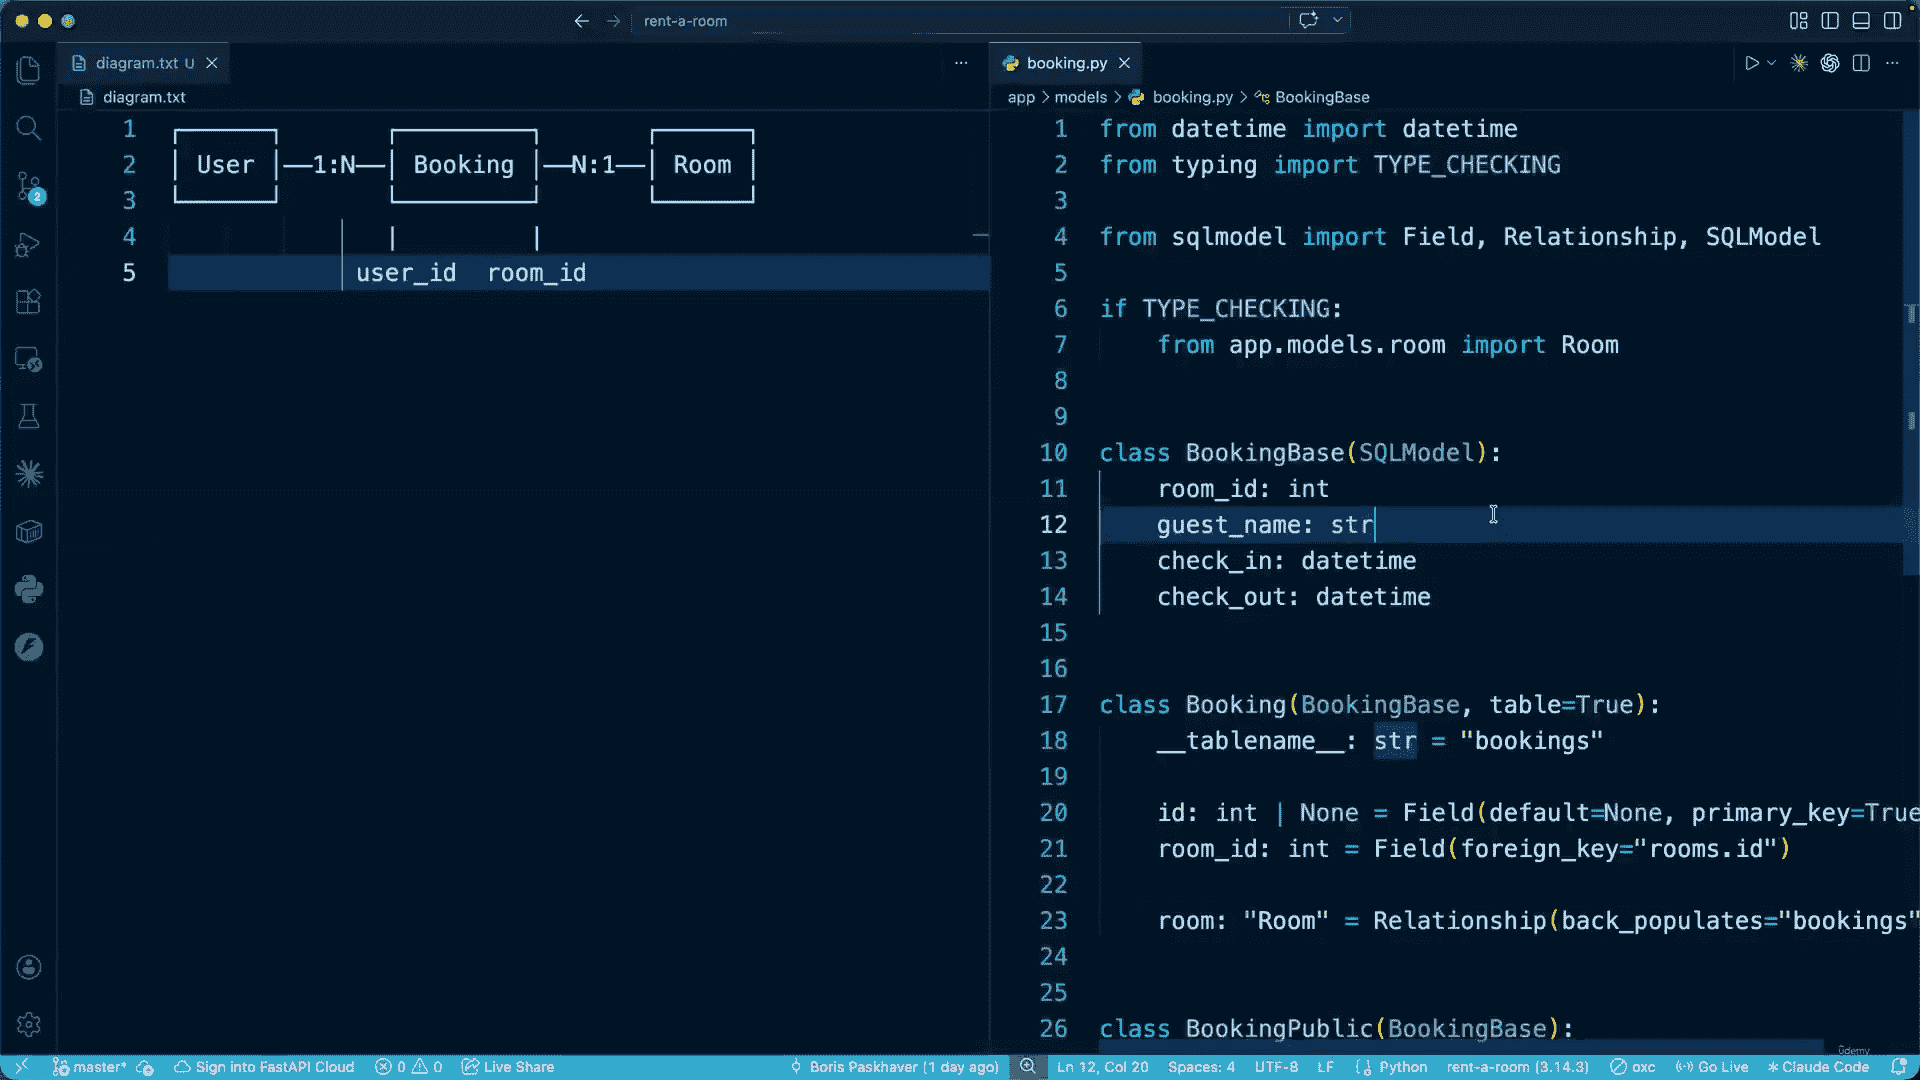 rent-a-room
diagram.txt U
diagram.txt
1
2 User 1:N Booking N:1 Room
3
4
5 user_id room_id
booking.py
app > models > booking.py > BookingBase
1 from datetime import datetime
2 from typing import TYPE_CHECKING
3
4 from sqlmodel import Field, Relationship, SQLModel
5
6 if TYPE_CHECKING:
7 from app.models.room import Room
8
9
10 class BookingBase(SQLModel):
11 room_id: int
12 guest_name: str
13 check_in: datetime
14 check_out: datetime
15
16
17 class Booking(BookingBase, table=True):
18 __tablename__: str = "bookings"
19
20 id: int | None = Field(default=None, primary_key=True
21 room_id: int = Field(foreign_key="rooms.id")
22
23 room: "Room" = Relationship(back_populates="bookings"
24
25
26 class BookingPublic(BookingBase):
2
master* Sign into FastAPI Cloud 0 0 Live Share Boris Paskhaver (1 day ago) Ln 12, Col 20 Spaces: 4 UTF-8 LF Python rent-a-room (3.14.3) oxc Go Live Claude Code
Udemy